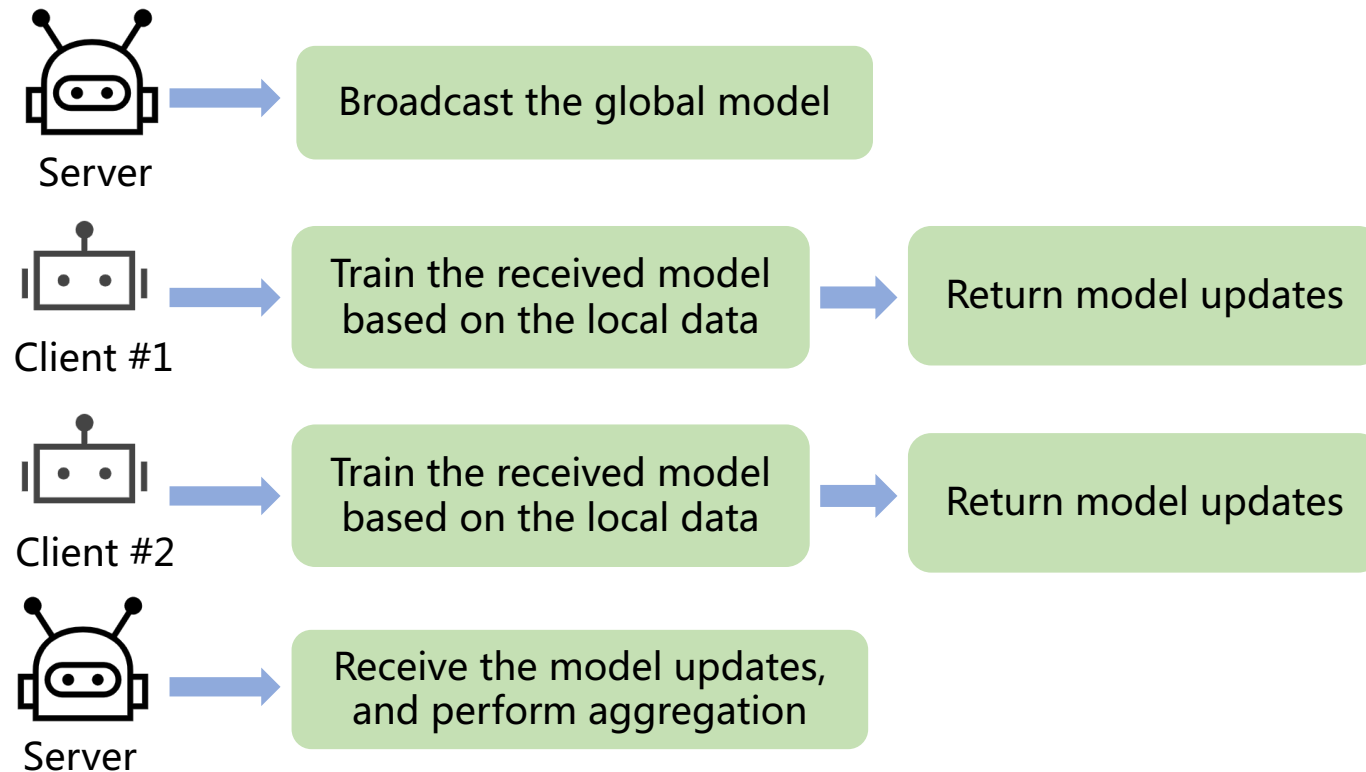 Broadcast the global model
Server
Train the received model
based on the local data
Return model updates
Client #1
Train the received model
based on the local data
Return model updates
Client #2
Receive the model updates,
and perform aggregation
Server